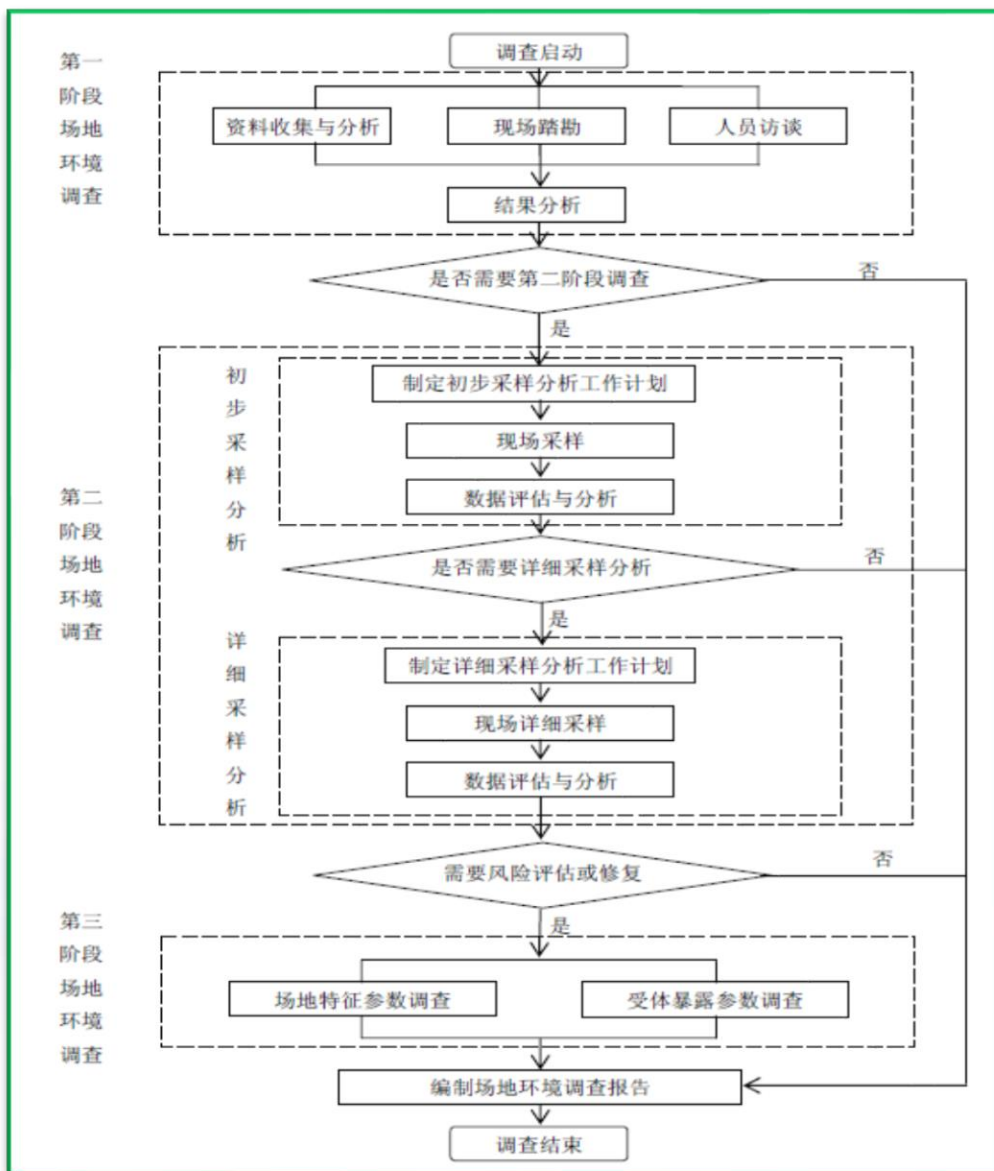 调查启动
第一
阶段
场地
环境
调查
资料收集与分析
现场踏勘
人员访谈
结果分析
是否需要第二阶段调查
否
是
第二
阶段
场地
环境
调查
初
步
采
样
分
析
制定初步采样分析工作计划
现场采样
数据评估与分析
是否需要详细采样分析
否
是
详
细
采
样
分
析
制定详细采样分析工作计划
现场详细采样
数据评估与分析
需要风险评估或修复
否
是
第三
阶段
场地
环境
调查
场地特征参数调查
受体暴露参数调查
编制场地环境调查报告
调查结束